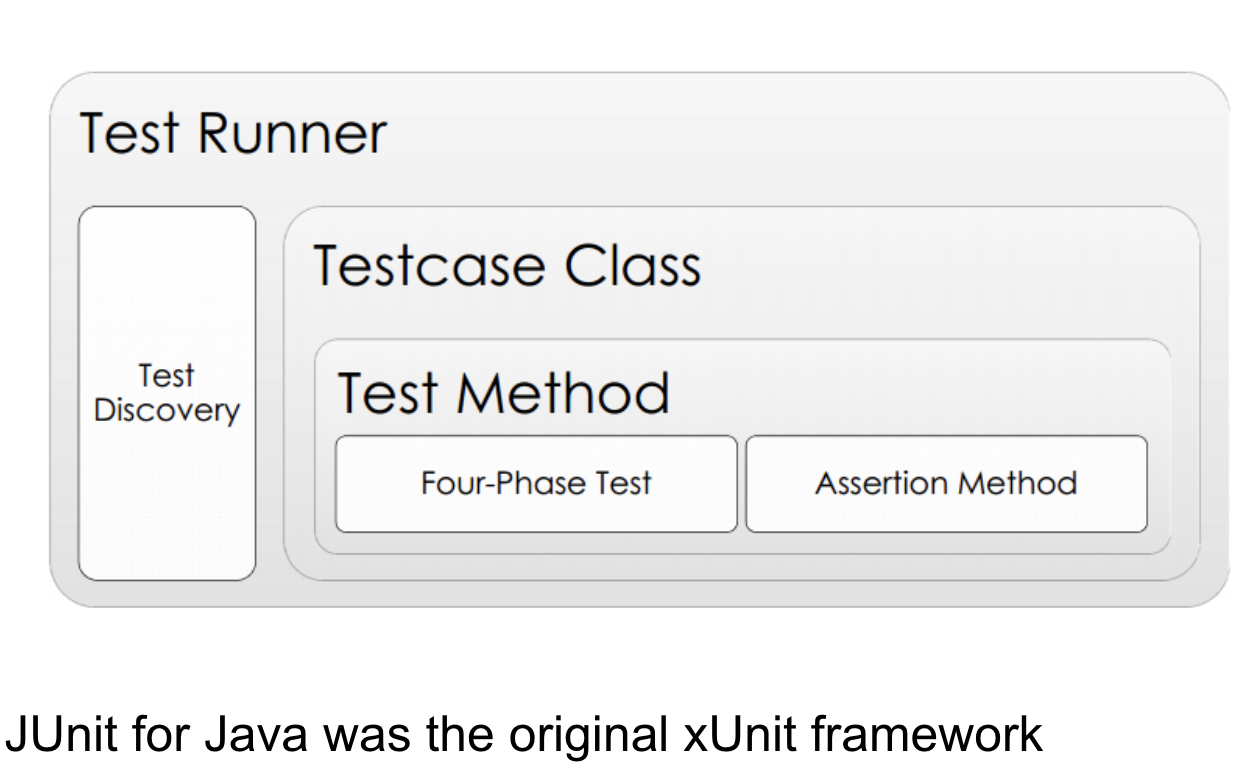 Test Runner
Test
Discovery
Testcase Class
Test Method
Four-Phase Test
Assertion Method
JUnit for Java was the original xUnit framework